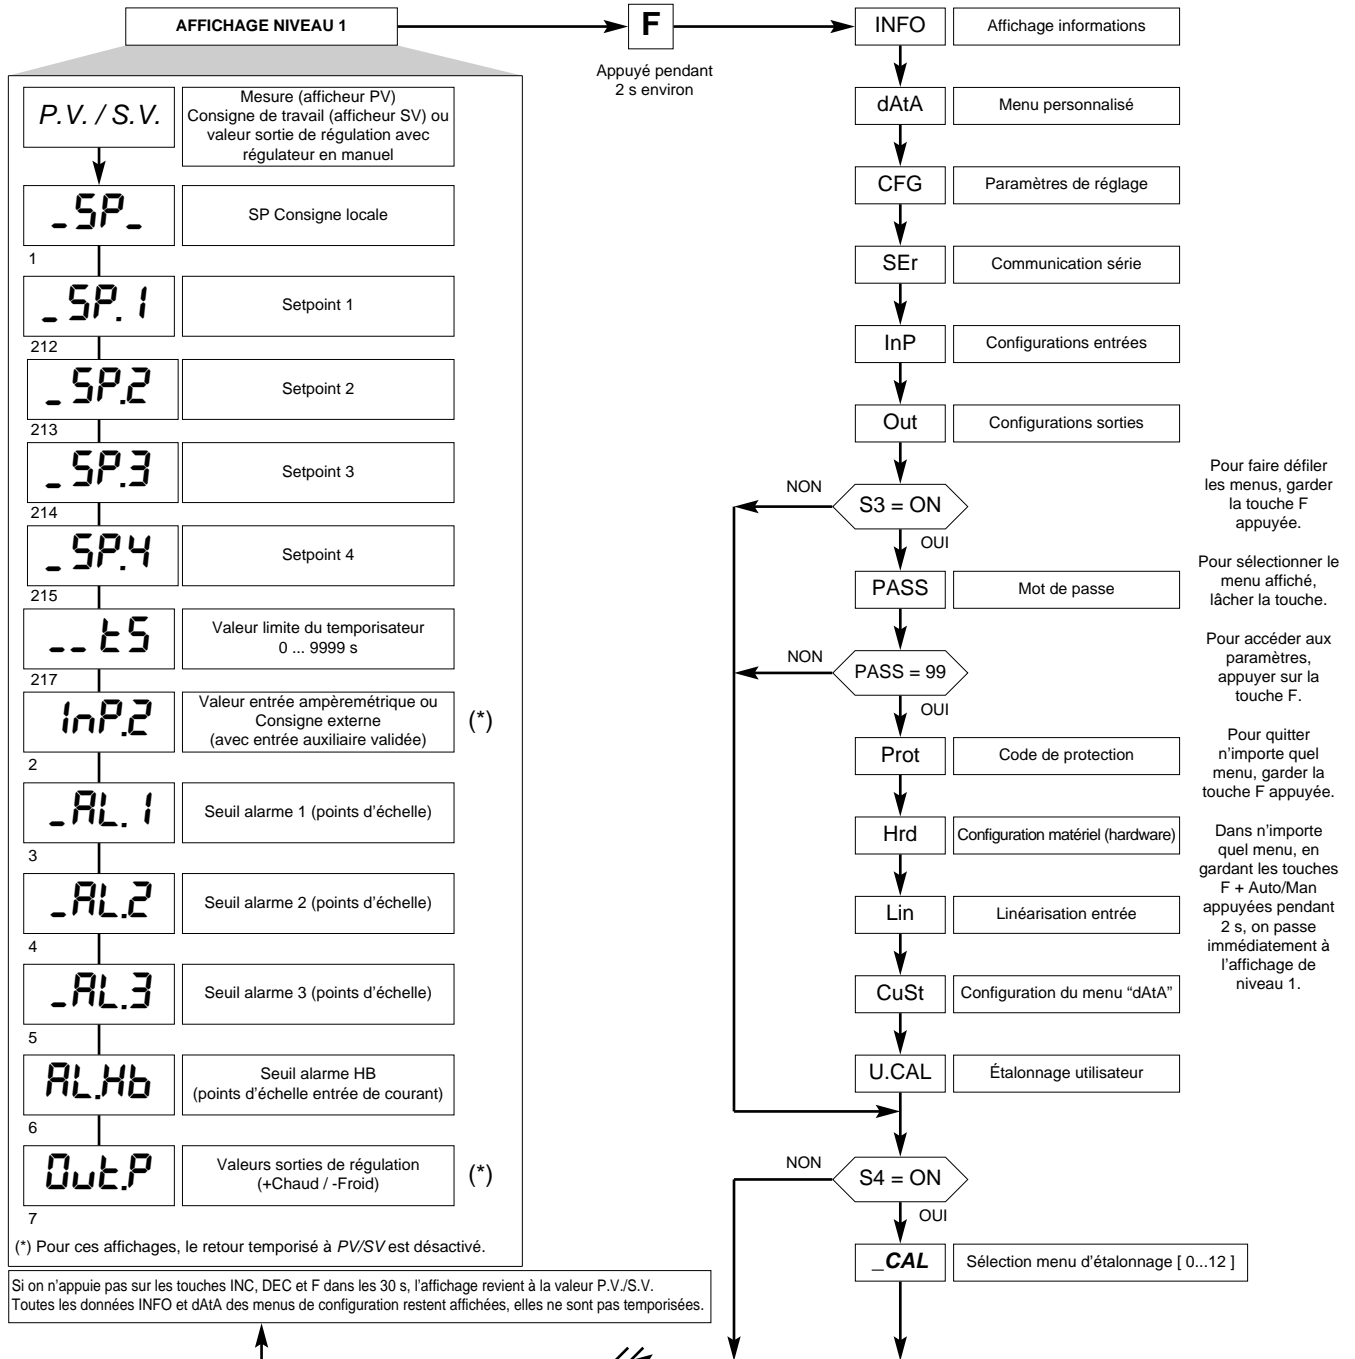 AFFICHAGE NIVEAU 1
F
Appuyé pendant
2 s environ
P.V. / S.V.
Mesure (afficheur PV)
Consigne de travail (afficheur SV) ou
valeur sortie de régulation avec
régulateur en manuel
_SP_
SP Consigne locale
1
_SP.1
Setpoint 1
212
_SP.2
Setpoint 2
213
_SP.3
Setpoint 3
214
_SP.4
Setpoint 4
215
__tS
Valeur limite du temporisateur
0 ... 9999 s
217
InP.2
Valeur entrée ampèremétrique ou
Consigne externe
(avec entrée auxiliaire validée)
(*)
2
_AL.1
Seuil alarme 1 (points d’échelle)
3
_AL.2
Seuil alarme 2 (points d’échelle)
4
_AL.3
Seuil alarme 3 (points d’échelle)
5
AL.Hb
Seuil alarme HB
(points d’échelle entrée de courant)
6
Out.P
Valeurs sorties de régulation
(+Chaud / -Froid)
(*)
7
(*) Pour ces affichages, le retour temporisé à PV/SV est désactivé.
Si on n’appuie pas sur les touches INC, DEC et F dans les 30 s, l’affichage revient à la valeur P.V./S.V.
Toutes les données INFO et dAtA des menus de configuration restent affichées, elles ne sont pas temporisées.
INFO
Affichage informations
dAtA
Menu personnalisé
CFG
Paramètres de réglage
SEr
Communication série
InP
Configurations entrées
Out
Configurations sorties
NON
S3 = ON
OUI
PASS
Mot de passe
NON
PASS = 99
OUI
Prot
Code de protection
Hrd
Configuration matériel (hardware)
Lin
Linéarisation entrée
CuSt
Configuration du menu “dAtA”
U.CAL
Étalonnage utilisateur
NON
S4 = ON
OUI
_CAL
Sélection menu d’étalonnage [ 0...12 ]
Pour faire défiler
les menus, garder
la touche F
appuyée.
Pour sélectionner le
menu affiché,
lâcher la touche.
Pour accéder aux
paramètres,
appuyer sur la
touche F.
Pour quitter
n’importe quel
menu, garder la
touche F appuyée.
Dans n’importe
quel menu, en
gardant les touches
F + Auto/Man
appuyées pendant
2 s, on passe
immédiatement à
l’affichage de
niveau 1.